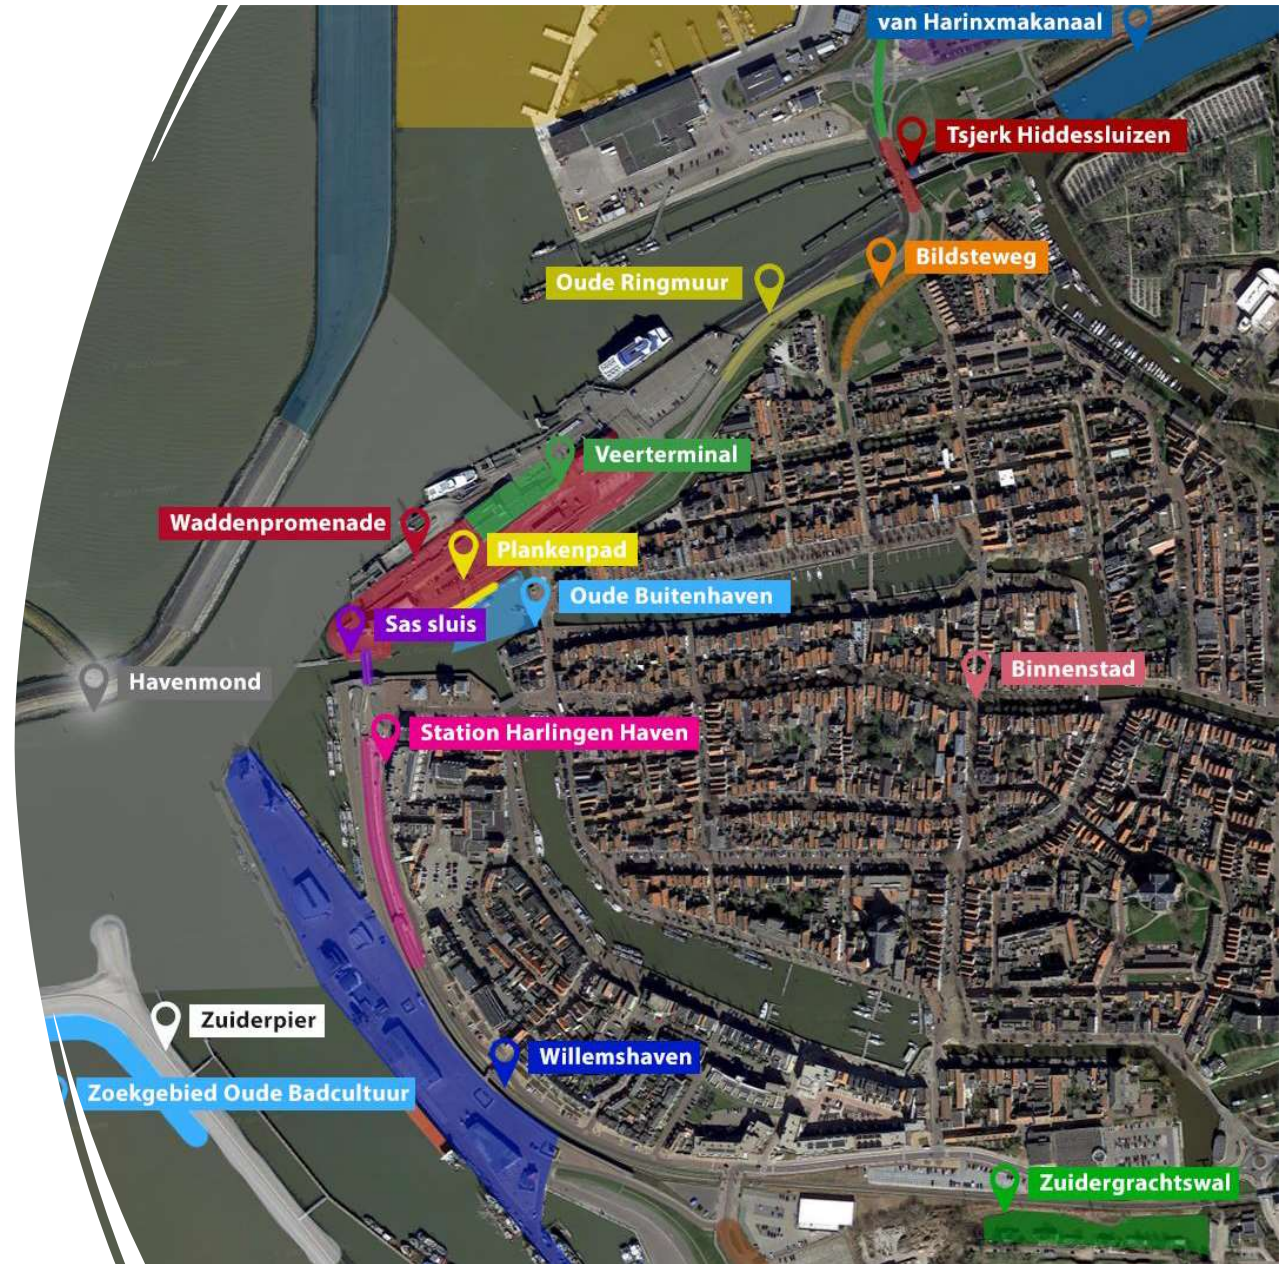 van Harinxmakanaal
Tsjerk Hiddessluizen
Bildsteweg
Oude Ringmuur
Veerterminal
Waddenpromenade
Plankenpad
Oude Buitenhaven
Sas sluis
Binnenstad
Havenmond
Station Harlingen Haven
Zuiderpier
Willemshaven
Zoekgebied Oude Badcultuur
Zuidergrachtswal